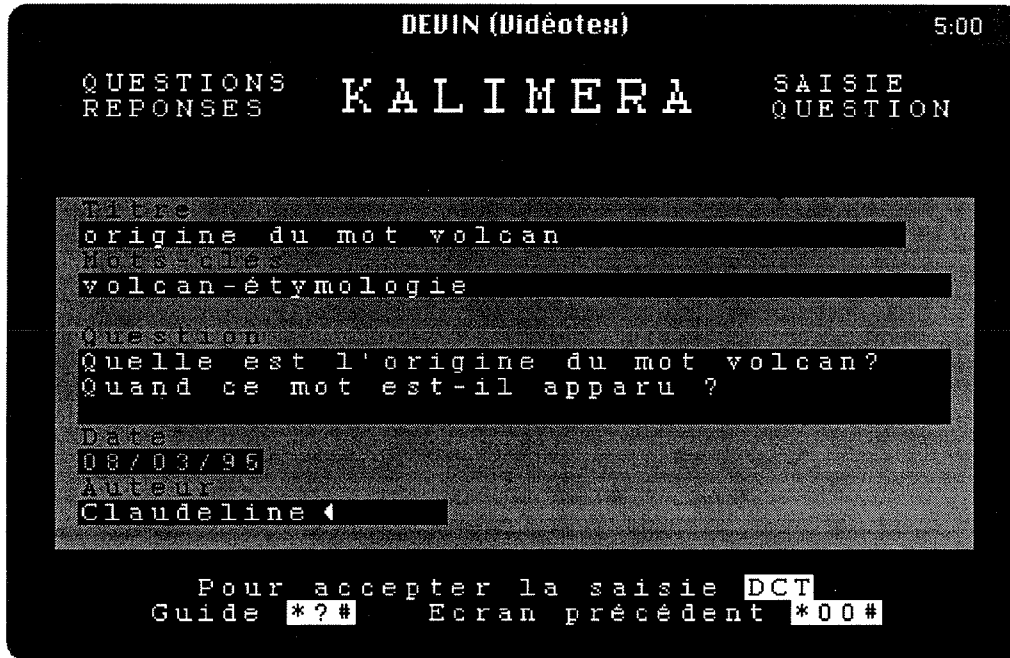 DEVIN (Vidéotex)
5:00
QUESTIONS
REPONSES
KALIMERA
SAISIE
QUESTION
Titre
origine du mot volcan
Mots-clés
volcan-étymologie
Question
Quelle est l'origine du mot volcan?
Quand ce mot est-il apparu ?
Date
08/03/95
Auteur
Claudeline
Pour accepter la saisie DCT
Guide *?# Ecran précédent *00#